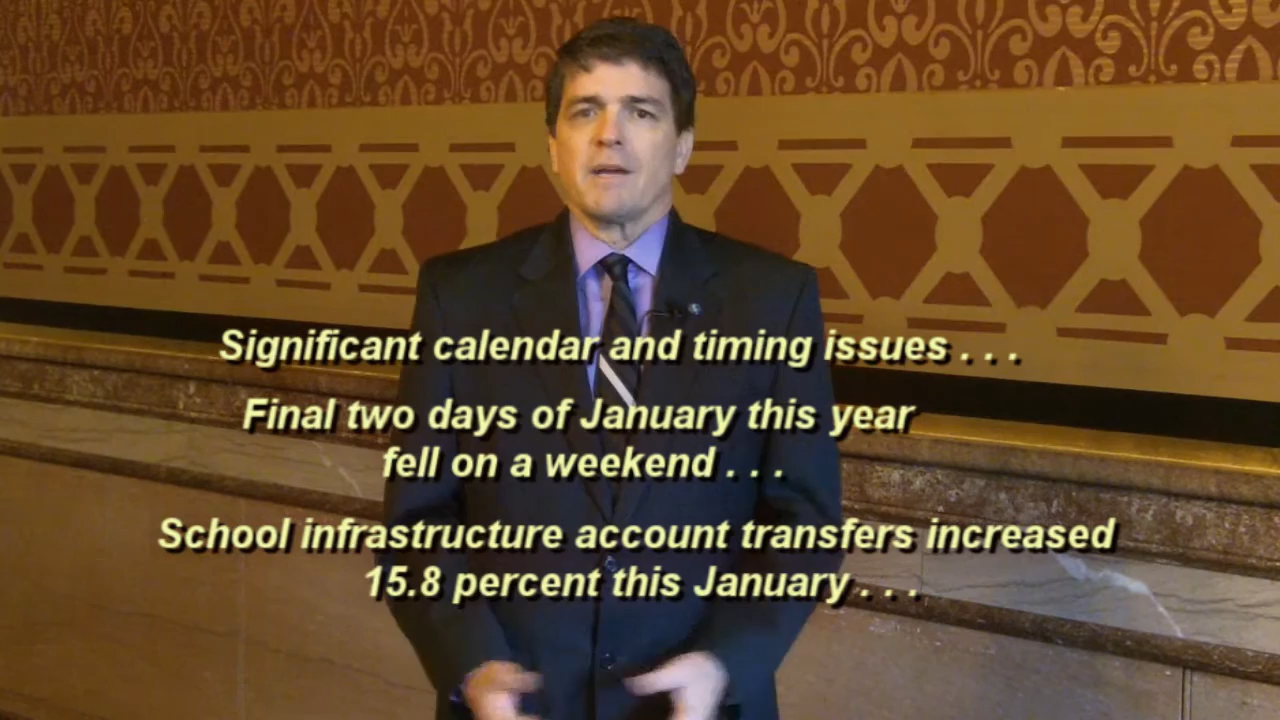 Significant calendar and timing issues . . .
Final two days of January this year
fell on a weekend . . .
School infrastructure account transfers increased
15.8 percent this January . . .